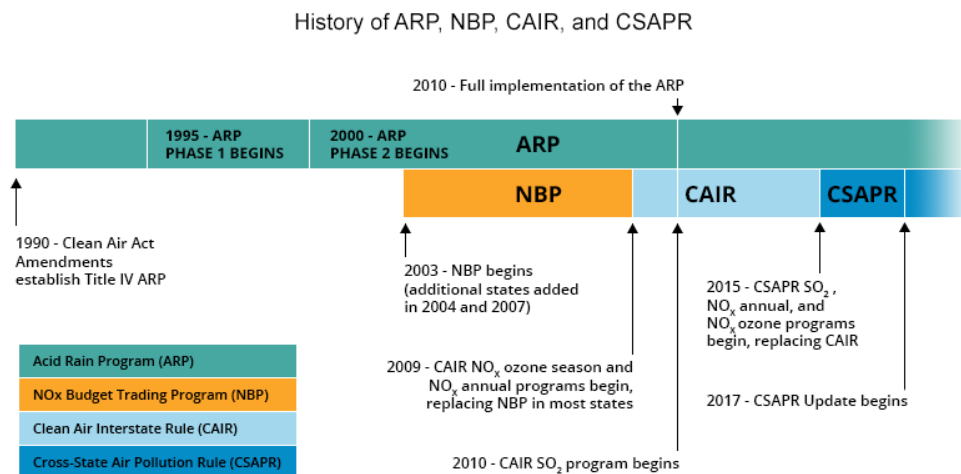 History of ARP, NBP, CAIR, and CSAPR
2010 - Full implementation of the ARP
1995 - ARP
PHASE 1 BEGINS
2000 - ARP
PHASE 2 BEGINS
ARP
NBP
CAIR
CSAPR
1990 - Clean Air Act
Amendments
establish Title IV ARP
2003 - NBP begins
(additional states added
in 2004 and 2007)
2009 - CAIR NOₓ ozone season and
NOₓ annual programs begin,
replacing NBP in most states
2010 - CAIR SO₂ program begins
2015 - CSAPR SO₂ ,
NOₓ annual, and
NOₓ ozone programs
begin, replacing CAIR
2017 - CSAPR Update begins
Acid Rain Program (ARP)
NOx Budget Trading Program (NBP)
Clean Air Interstate Rule (CAIR)
Cross-State Air Pollution Rule (CSAPR)